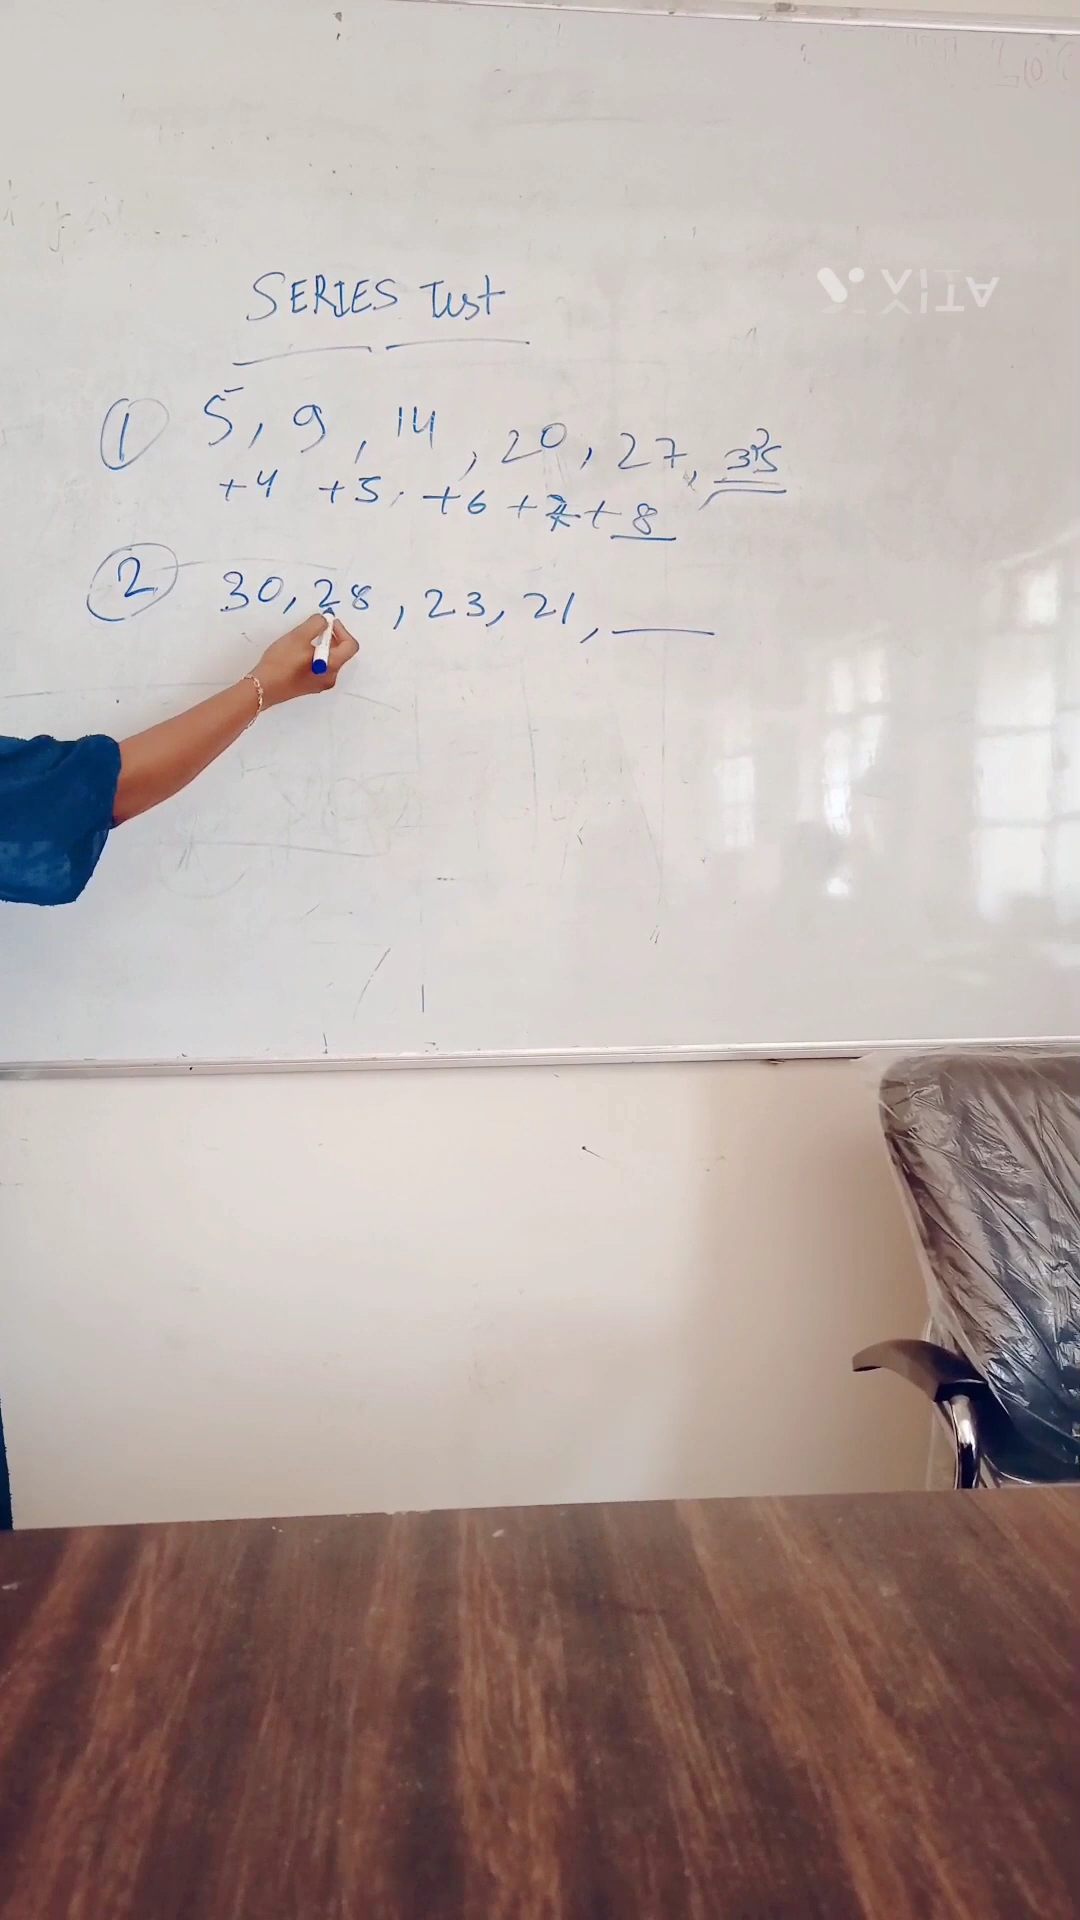 SERIES Test
① 5, 9, 14, 20, 27, 35
+4 +5 +6 +7 + 8
② 30, 28, 23, 21, ___